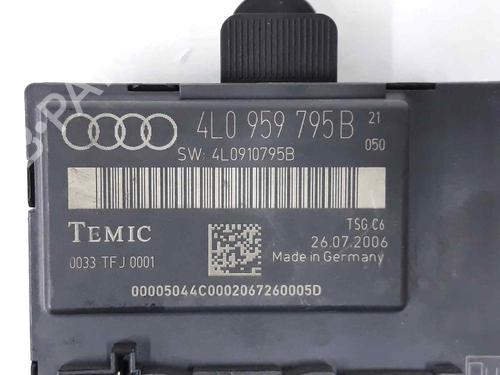 4L0 959 795 B 21
050
SW: 4L0910795B
TEMIC
TSG C6
26.07.2006
0033 TFJ 0001
Made in Germany
00005044C0002067260005D